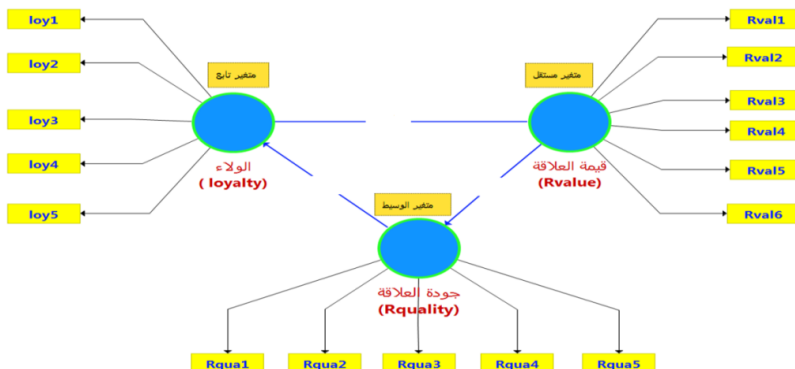 loy1
loy2
loy3
loy4
loy5
متغير تابع
الولاء
( loyalty)
متغير مستقل
قيمة العلاقة
(Rvalue)
Rval1
Rval2
Rval3
Rval4
Rval5
Rval6
متغير الوسيط
جودة العلاقة
(Rquality)
Rqua1
Rqua2
Rqua3
Rqua4
Rqua5